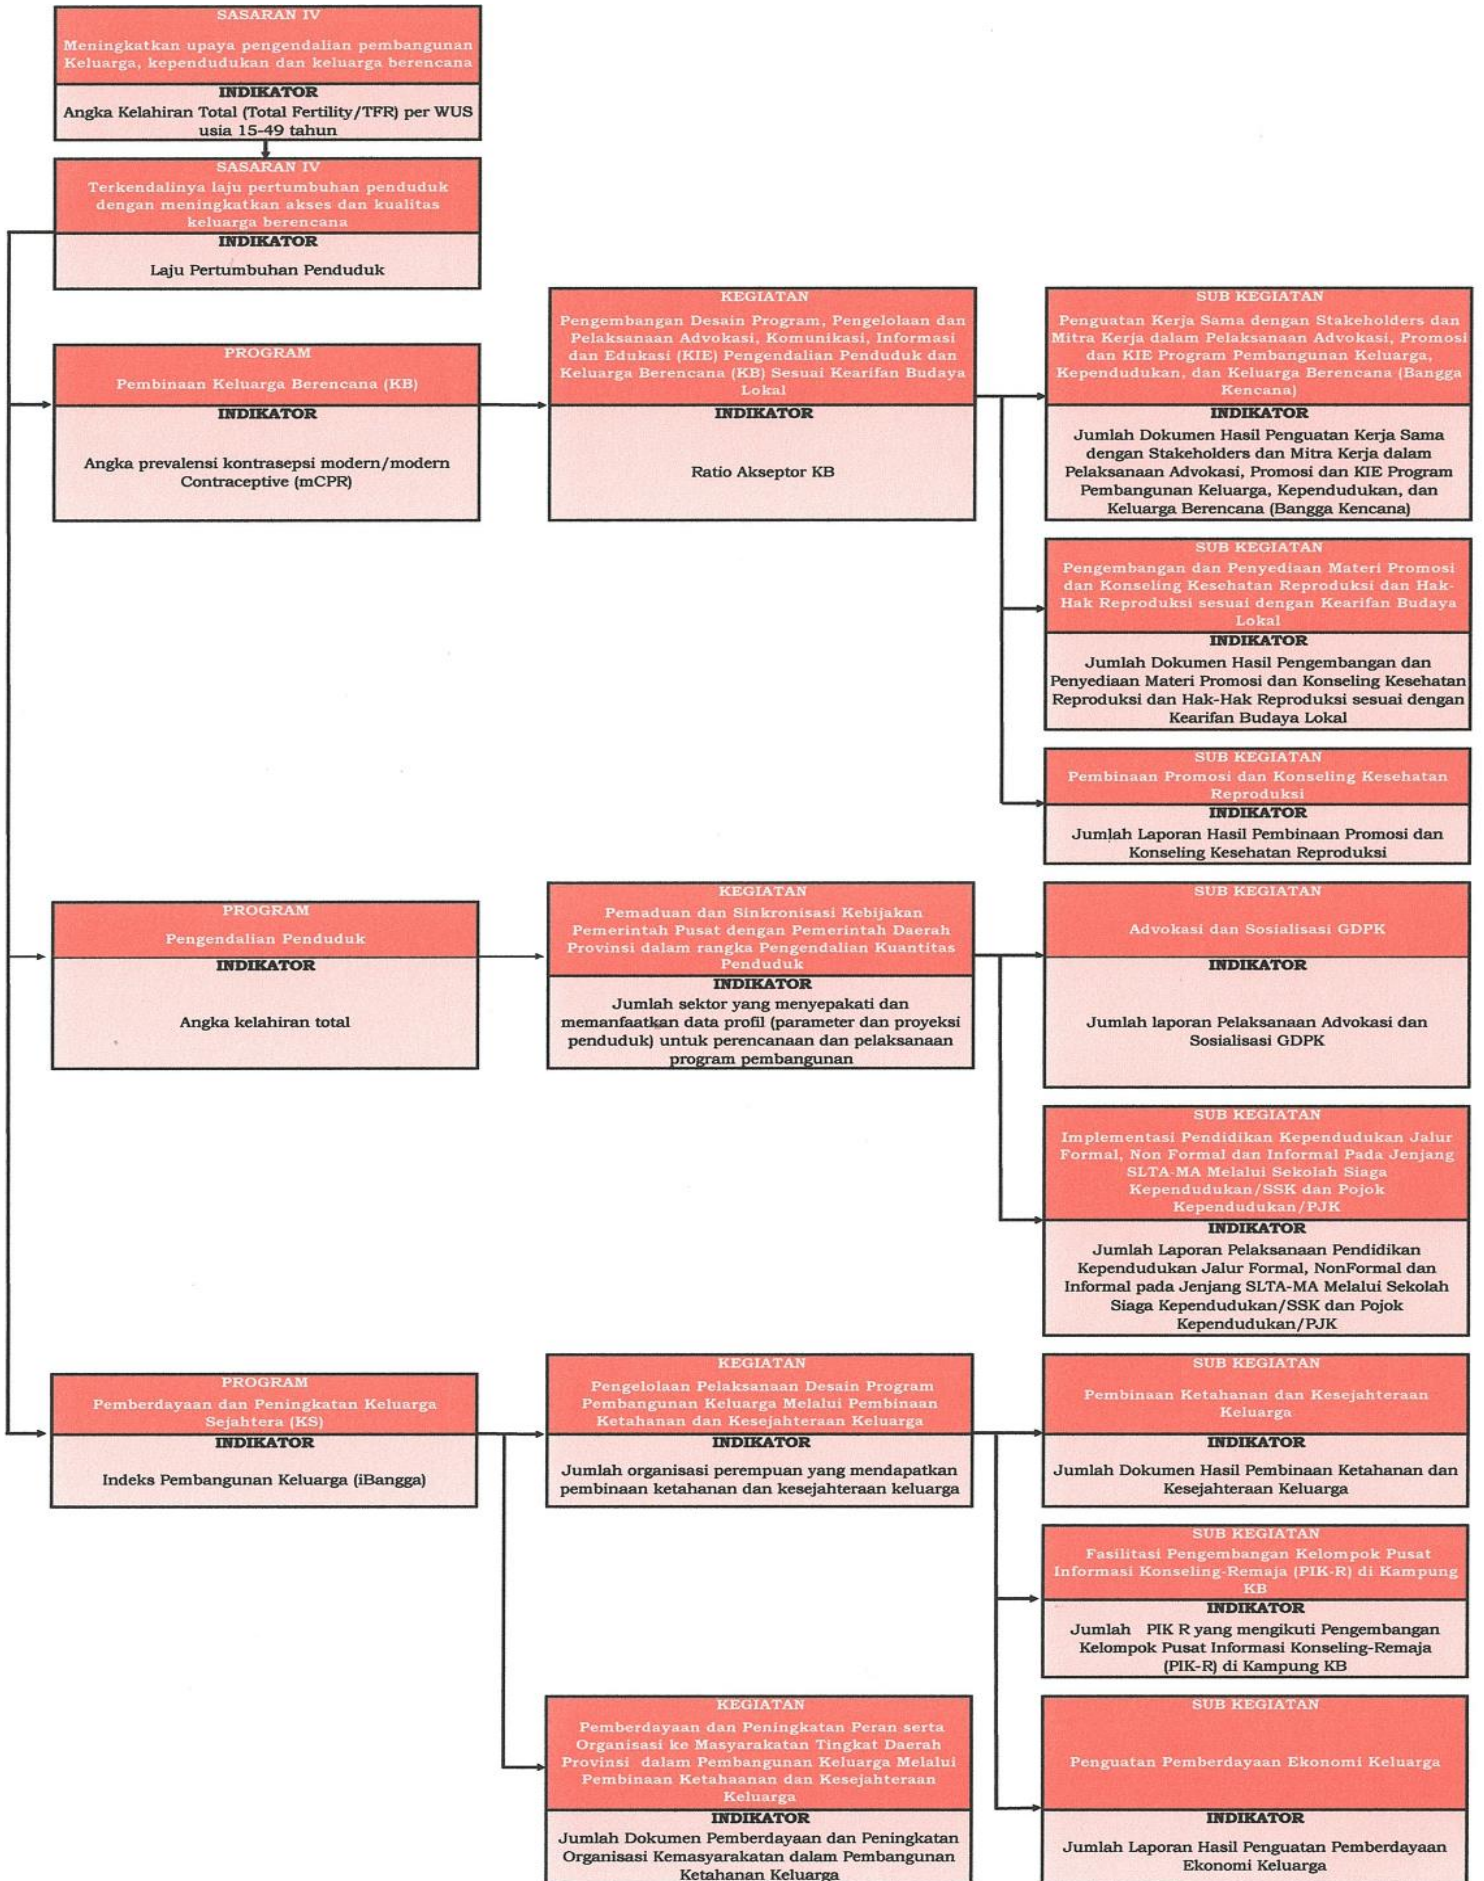 SASARAN IV
Meningkatkan upaya pengendalian pembangunan
Keluarga, kependudukan dan keluarga berencana
INDIKATOR
Angka Kelahiran Total (Total Fertility/TFR) per WUS
usia 15-49 tahun
SASARAN IV
Terkendalinya laju pertumbuhan penduduk
dengan meningkatkan akses dan kualitas
keluarga berencana
INDIKATOR
Laju Pertumbuhan Penduduk
PROGRAM
Pembinaan Keluarga Berencana (KB)
INDIKATOR
Angka prevalensi kontrasepsi modern/modern
Contraceptive (mCPR)
KEGIATAN
Pengembangan Desain Program, Pengelolaan dan
Pelaksanaan Advokasi, Komunikasi, Informasi
dan Edukasi (KIE) Pengendalian Penduduk dan
Keluarga Berencana (KB) Sesuai Kearifan Budaya
Lokal
INDIKATOR
Ratio Akseptor KB
SUB KEGIATAN
Penguatan Kerja Sama dengan Stakeholders dan
Mitra Kerja dalam Pelaksanaan Advokasi, Promosi
dan KIE Program Pembangunan Keluarga,
Kependudukan, dan Keluarga Berencana (Bangga
Kencana)
INDIKATOR
Jumlah Dokumen Hasil Penguatan Kerja Sama
dengan Stakeholders dan Mitra Kerja dalam
Pelaksanaan Advokasi, Promosi dan KIE Program
Pembangunan Keluarga, Kependudukan, dan
Keluarga Berencana (Bangga Kencana)
SUB KEGIATAN
Pengembangan dan Penyediaan Materi Promosi
dan Konseling Kesehatan Reproduksi dan Hak-
Hak Reproduksi sesuai dengan Kearifan Budaya
Lokal
INDIKATOR
Jumlah Dokumen Hasil Pengembangan dan
Penyediaan Materi Promosi dan Konseling Kesehatan
Reproduksi dan Hak-Hak Reproduksi sesuai dengan
Kearifan Budaya Lokal
SUB KEGIATAN
Pembinaan Promosi dan Konseling Kesehatan
Reproduksi
INDIKATOR
Jumlah Laporan Hasil Pembinaan Promosi dan
Konseling Kesehatan Reproduksi
PROGRAM
Pengendalian Penduduk
INDIKATOR
Angka kelahiran total
KEGIATAN
Pemaduan dan Sinkronisasi Kebijakan
Pemerintah Pusat dengan Pemerintah Daerah
Provinsi dalam rangka Pengendalian Kuantitas
Penduduk
INDIKATOR
Jumlah sektor yang menyepakati dan
memanfaatkan data profil (parameter dan proyeksi
penduduk) untuk perencanaan dan pelaksanaan
program pembangunan
SUB KEGIATAN
Advokasi dan Sosialisasi GDPK
INDIKATOR
Jumlah laporan Pelaksanaan Advokasi dan
Sosialisasi GDPK
SUB KEGIATAN
Implementasi Pendidikan Kependudukan Jalur
Formal, Non Formal dan Informal Pada Jenjang
SLTA-MA Melalui Sekolah Siaga
Kependudukan/SSK dan Pojok
Kependudukan/PJK
INDIKATOR
Jumlah Laporan Pelaksanaan Pendidikan
Kependudukan Jalur Formal, NonFormal dan
Informal pada Jenjang SLTA-MA Melalui Sekolah
Siaga Kependudukan/SSK dan Pojok
Kependudukan/PJK
PROGRAM
Pemberdayaan dan Peningkatan Keluarga
Sejahtera (KS)
INDIKATOR
Indeks Pembangunan Keluarga (iBangga)
KEGIATAN
Pengelolaan Pelaksanaan Desain Program
Pembangunan Keluarga Melalui Pembinaan
Ketahanan dan Kesejahteraan Keluarga
INDIKATOR
Jumlah organisasi perempuan yang mendapatkan
pembinaan ketahanan dan kesejahteraan keluarga
SUB KEGIATAN
Pembinaan Ketahanan dan Kesejahteraan
Keluarga
INDIKATOR
Jumlah Dokumen Hasil Pembinaan Ketahanan dan
Kesejahteraan Keluarga
SUB KEGIATAN
Fasilitasi Pengembangan Kelompok Pusat
Informasi Konseling-Remaja (PIK-R) di Kampung
KB
INDIKATOR
Jumlah PIK R yang mengikuti Pengembangan
Kelompok Pusat Informasi Konseling-Remaja
(PIK-R) di Kampung KB
KEGIATAN
Pemberdayaan dan Peningkatan Peran serta
Organisasi ke Masyarakatan Tingkat Daerah
Provinsi dalam Pembangunan Keluarga Melalui
Pembinaan Ketahaanan dan Kesejahteraan
Keluarga
INDIKATOR
Jumlah Dokumen Pemberdayaan dan Peningkatan
Organisasi Kemasyarakatan dalam Pembangunan
Ketahanan Keluarga
SUB KEGIATAN
Penguatan Pemberdayaan Ekonomi Keluarga
INDIKATOR
Jumlah Laporan Hasil Penguatan Pemberdayaan
Ekonomi Keluarga